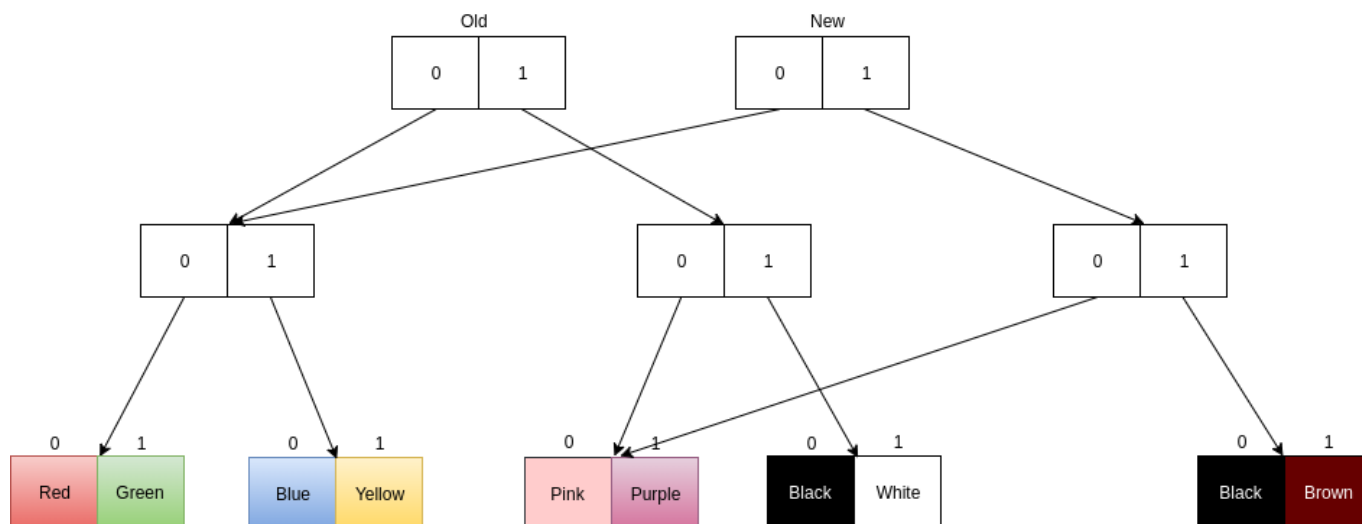 Old New
0 1 0 1
0 1 0 1 0 1
0 1 0 1 0 1 0 1 0 1
Red Green Blue Yellow Pink Purple Black White Black Brown